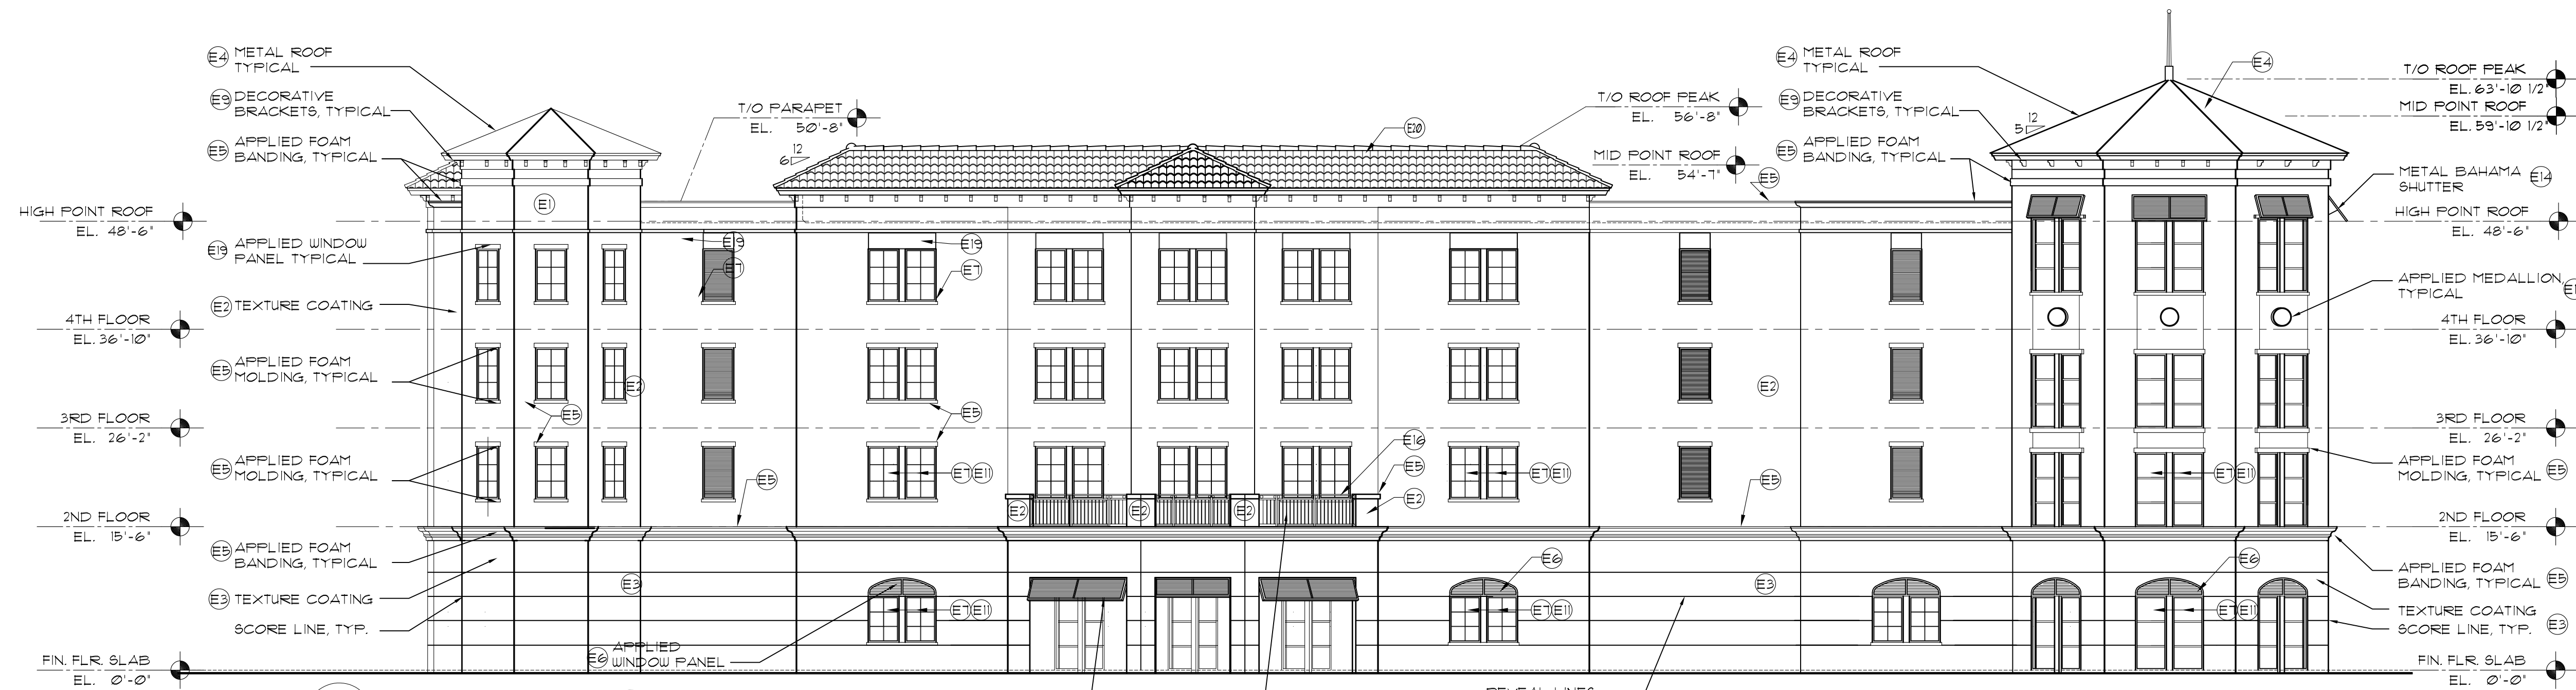 E4 METAL ROOF
TYPICAL
E9 DECORATIVE
BRACKETS, TYPICAL
E5 APPLIED FOAM
BANDING, TYPICAL
HIGH POINT ROOF
EL. 48'-6"
E19 APPLIED WINDOW
PANEL TYPICAL
E2 TEXTURE COATING
4TH FLOOR
EL. 36'-10"
E5 APPLIED FOAM
MOLDING, TYPICAL
3RD FLOOR
EL. 26'-2"
E5 APPLIED FOAM
MOLDING, TYPICAL
2ND FLOOR
EL. 15'-6"
E5 APPLIED FOAM
BANDING, TYPICAL
E3 TEXTURE COATING
SCORE LINE, TYP.
FIN. FLR. SLAB
EL. 0'-0"
T/O PARAPET
EL. 50'-8"
12
6
E20
T/O ROOF PEAK
EL. 56'-8"
MID POINT ROOF
EL. 54'-7"
E5
E1
E19
E7
E19
E7
E2
E5
E5
E2
E16
E5
E2
E7 E11
E7 E11
E5
E5
E2
E2
E2
E3
E6
E3
E7 E11
E7 E11
E6 APPLIED
WINDOW PANEL
REVEAL LINES
E4 METAL ROOF
TYPICAL
E9 DECORATIVE
BRACKETS, TYPICAL
E5 APPLIED FOAM
BANDING, TYPICAL
12
5
E4
T/O ROOF PEAK
EL. 63'-10 1/2"
MID POINT ROOF
EL. 59'-10 1/2"
METAL BAHAMA E14
SHUTTER
HIGH POINT ROOF
EL. 48'-6"
APPLIED MEDALLION,
TYPICAL
4TH FLOOR
EL. 36'-10"
3RD FLOOR
EL. 26'-2"
APPLIED FOAM
MOLDING, TYPICAL E5
E7 E11
2ND FLOOR
EL. 15'-6"
E6
APPLIED FOAM
BANDING, TYPICAL E5
E7 E11
TEXTURE COATING
SCORE LINE, TYP. E3
FIN. FLR. SLAB
EL. 0'-0"